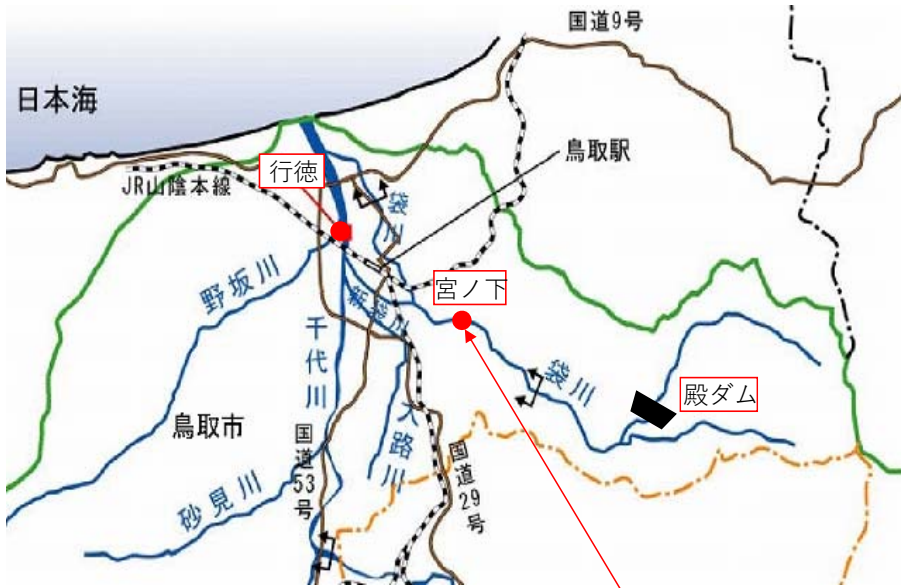 国道9号
日本海
鳥取駅
行徳
JR山陰本線
袋川
宮ノ下
野坂川
新袋川
千代川
袋川
殿ダム
鳥取市
大路川
国道53号
国道29号
砂見川